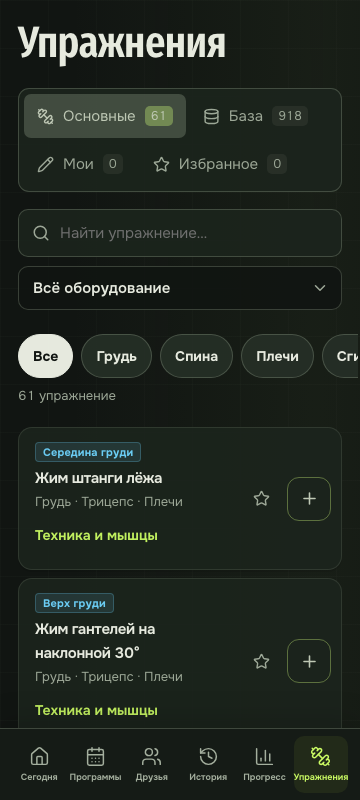 Упражнения
Основные 61
База 918
Мои 0
Избранное 0
Найти упражнение...
Всё оборудование
Все Грудь Спина Плечи
61 упражнение
Середина груди
Жим штанги лёжа
Грудь · Трицепс · Плечи
Техника и мышцы
Верх груди
Жим гантелей на
наклонной 30°
Грудь · Трицепс · Плечи
Техника и мышцы
Сегодня Программы Друзья История Прогресс Упражнения